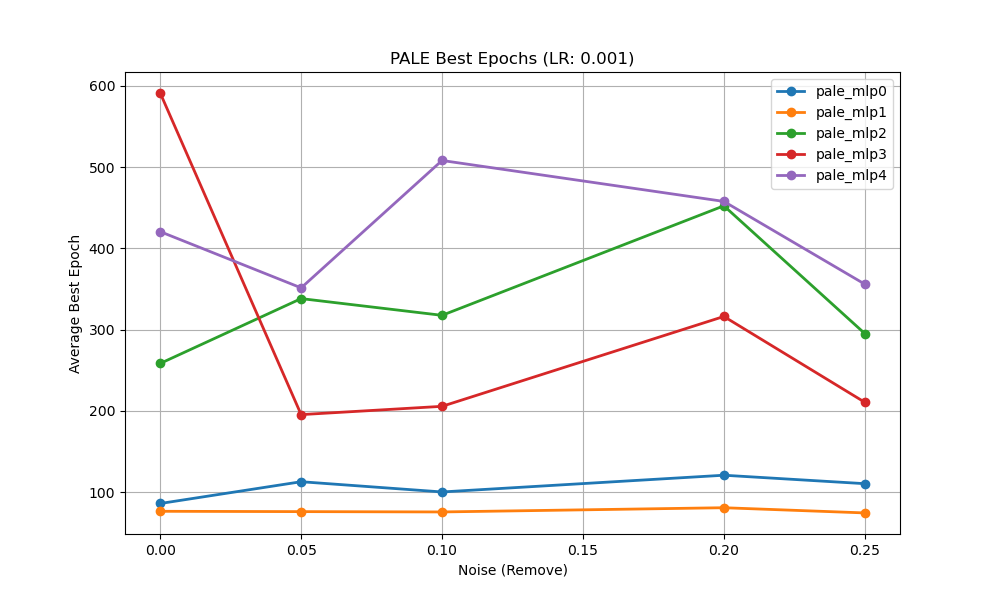 PALE Best Epochs (LR: 0.001)
pale_mlp0
pale_mlp1
pale_mlp2
pale_mlp3
pale_mlp4
Average Best Epoch
600
500
400
300
200
100
0.00 0.05 0.10 0.15 0.20 0.25
Noise (Remove)